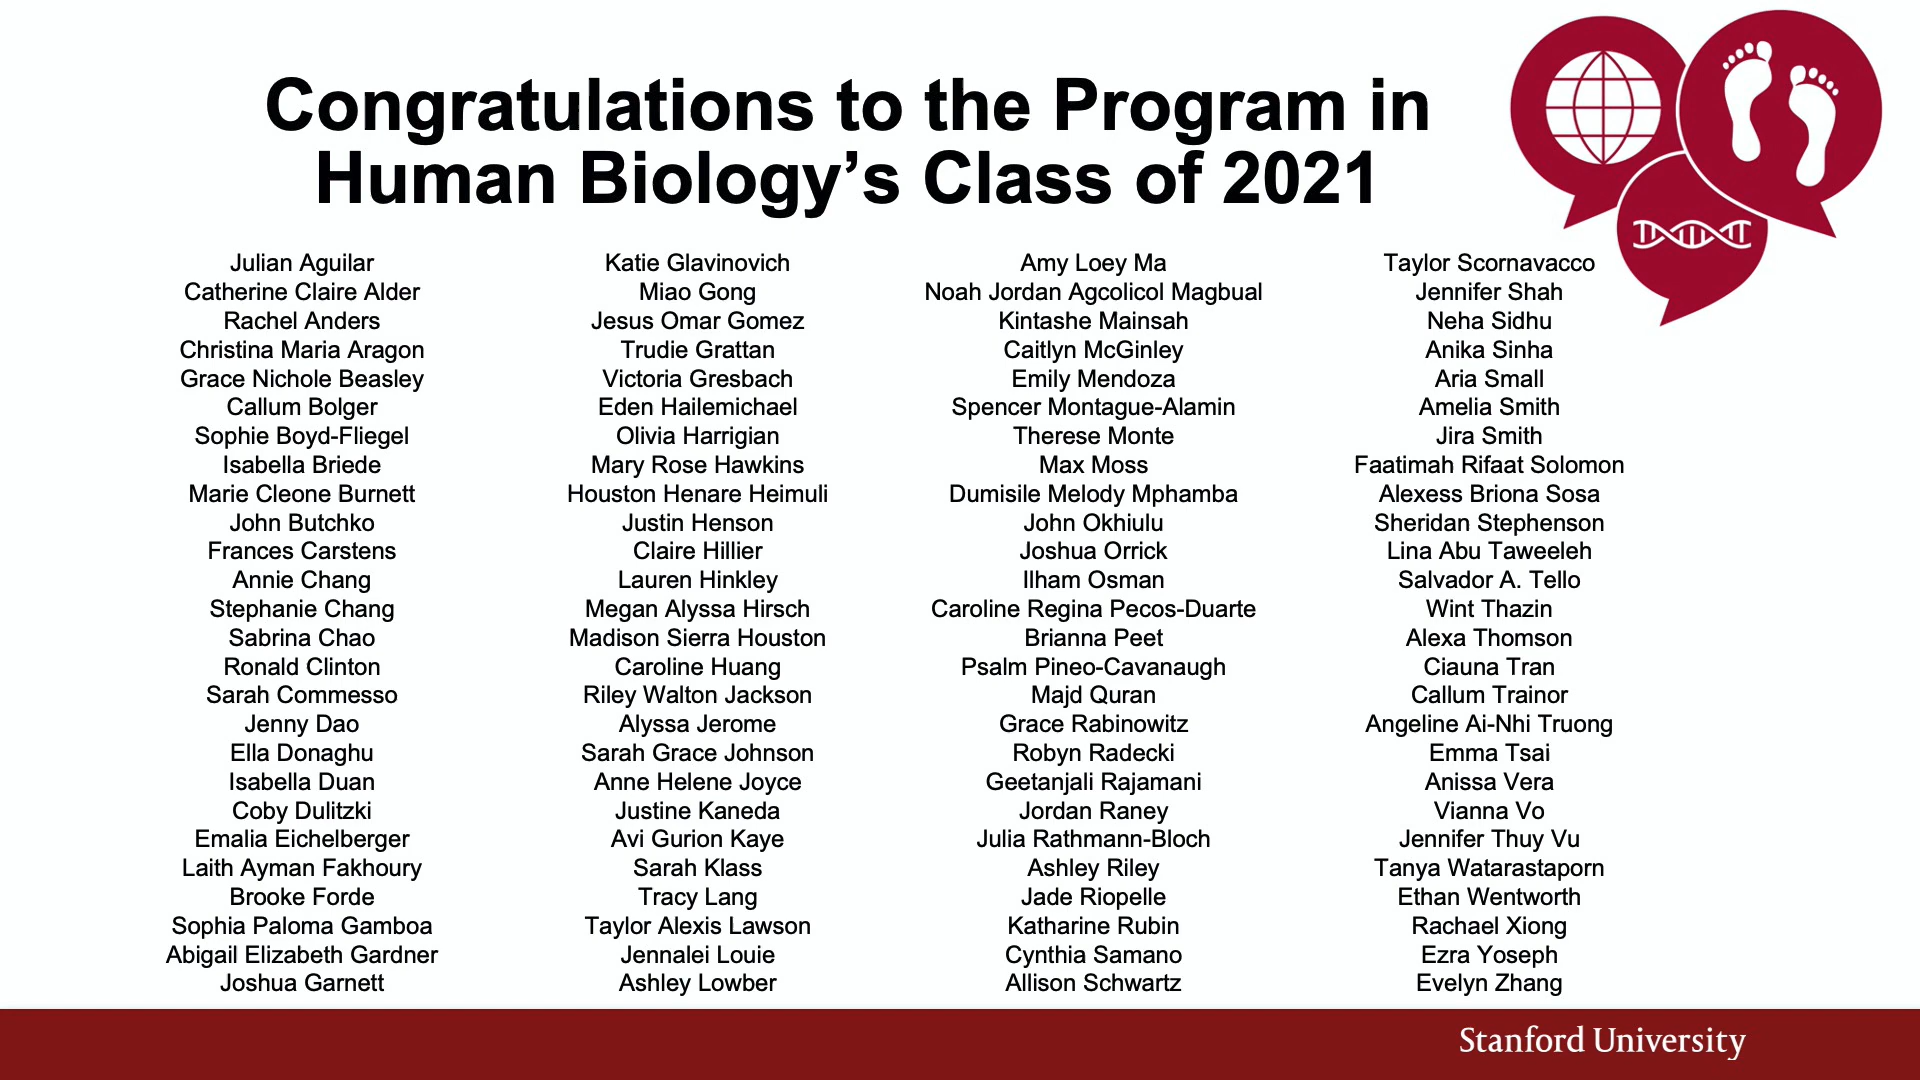 Congratulations to the Program in
Human Biology’s Class of 2021
Julian Aguilar
Catherine Claire Alder
Rachel Anders
Christina Maria Aragon
Grace Nichole Beasley
Callum Bolger
Sophie Boyd-Fliegel
Isabella Briede
Marie Cleone Burnett
John Butchko
Frances Carstens
Annie Chang
Stephanie Chang
Sabrina Chao
Ronald Clinton
Sarah Commesso
Jenny Dao
Ella Donaghu
Isabella Duan
Coby Dulitzki
Emalia Eichelberger
Laith Ayman Fakhoury
Brooke Forde
Sophia Paloma Gamboa
Abigail Elizabeth Gardner
Joshua Garnett
Katie Glavinovich
Miao Gong
Jesus Omar Gomez
Trudie Grattan
Victoria Gresbach
Eden Hailemichael
Olivia Harrigian
Mary Rose Hawkins
Houston Henare Heimuli
Justin Henson
Claire Hillier
Lauren Hinkley
Megan Alyssa Hirsch
Madison Sierra Houston
Caroline Huang
Riley Walton Jackson
Alyssa Jerome
Sarah Grace Johnson
Anne Helene Joyce
Justine Kaneda
Avi Gurion Kaye
Sarah Klass
Tracy Lang
Taylor Alexis Lawson
Jennalei Louie
Ashley Lowber
Amy Loey Ma
Noah Jordan Agcolicol Magbual
Kintashe Mainsah
Caitlyn McGinley
Emily Mendoza
Spencer Montague-Alamin
Therese Monte
Max Moss
Dumisile Melody Mphamba
John Okhiulu
Joshua Orrick
Ilham Osman
Caroline Regina Pecos-Duarte
Brianna Peet
Psalm Pineo-Cavanaugh
Majd Quran
Grace Rabinowitz
Robyn Radecki
Geetanjali Rajamani
Jordan Raney
Julia Rathmann-Bloch
Ashley Riley
Jade Riopelle
Katharine Rubin
Cynthia Samano
Allison Schwartz
Taylor Scornavacco
Jennifer Shah
Neha Sidhu
Anika Sinha
Aria Small
Amelia Smith
Jira Smith
Faatimah Rifaat Solomon
Alexess Briona Sosa
Sheridan Stephenson
Lina Abu Taweeleh
Salvador A. Tello
Wint Thazin
Alexa Thomson
Ciauna Tran
Callum Trainor
Angeline Ai-Nhi Truong
Emma Tsai
Anissa Vera
Vianna Vo
Jennifer Thuy Vu
Tanya Watarastaporn
Ethan Wentworth
Rachael Xiong
Ezra Yoseph
Evelyn Zhang
Stanford University